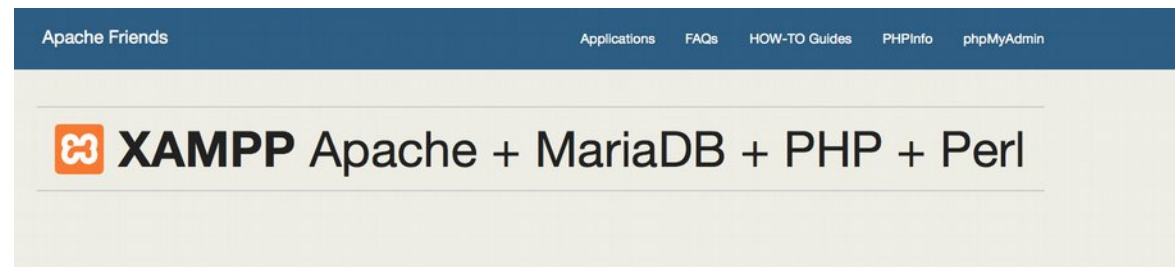 Apache Friends Applications FAQs HOW-TO Guides PHPInfo phpMyAdmin
XAMPP Apache + MariaDB + PHP + Perl